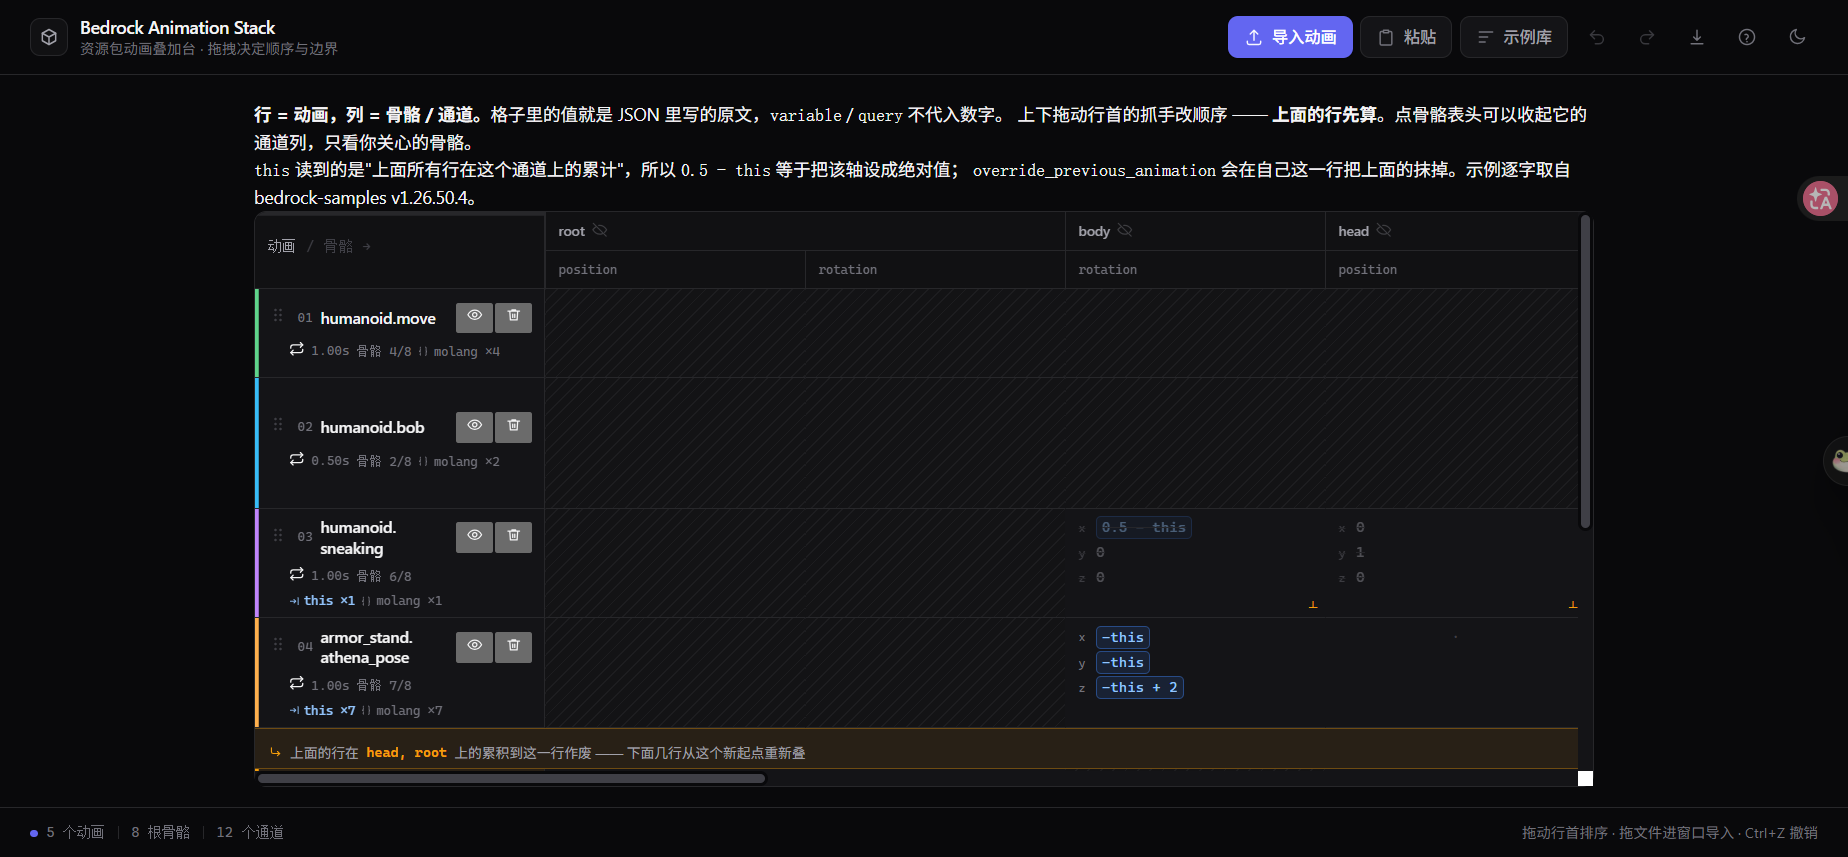 Bedrock Animation Stack
资源包动画叠加台 · 拖拽决定顺序与边界
导入动画
粘贴
示例库
行 = 动画，列 = 骨骼 / 通道。格子里的值就是 JSON 里写的原文，variable / query 不代入数字。 上下拖动行首的抓手改顺序 —— 上面的行先算。点骨骼表头可以收起它的
通道列，只看你关心的骨骼。
this 读到的是"上面所有行在这个通道上的累计"，所以 0.5 - this 等于把该轴设成绝对值； override_previous_animation 会在自己这一行把上面的抹掉。示例逐字取自
bedrock-samples v1.26.50.4。
动画 / 骨骼 →
root
body
head
position
rotation
rotation
position
01 humanoid.move
1.00s 骨骼 4/8 molang ×4
02 humanoid.bob
0.50s 骨骼 2/8 molang ×2
03 humanoid.
sneaking
1.00s 骨骼 6/8
this ×1 molang ×1
x 0.5 - this
y 0
z 0
x 0
y 1
z 0
04 armor_stand.
athena_pose
1.00s 骨骼 7/8
this ×7 molang ×7
x -this
y -this
z -this + 2
↳ 上面的行在 head, root 上的累积到这一行作废 —— 下面几行从这个新起点重新叠
5 个动画
8 根骨骼
12 个通道
拖动行首排序 · 拖文件进窗口导入 · Ctrl+Z 撤销